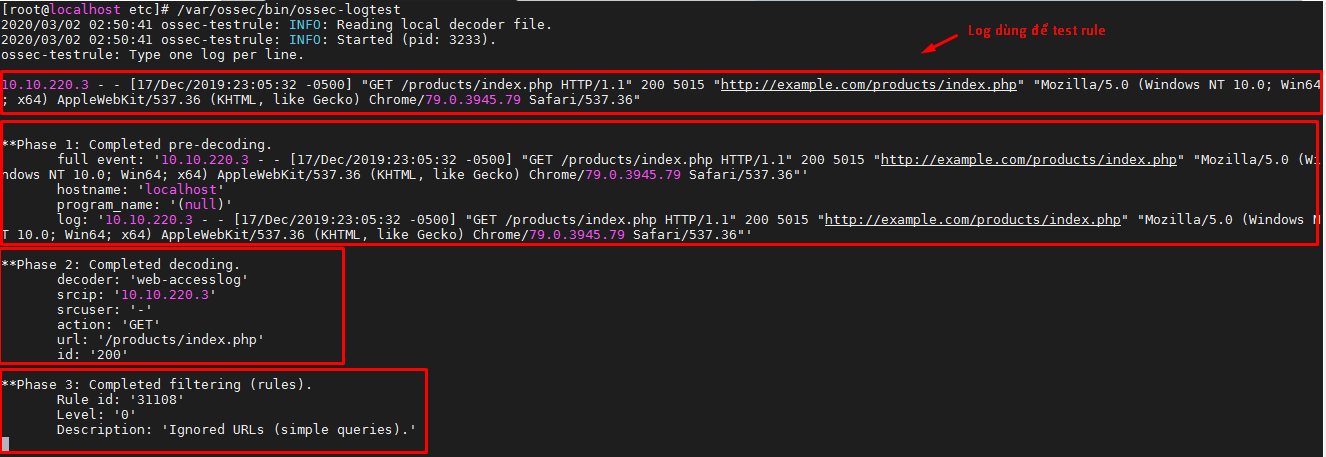 [root@localhost etc]# /var/ossec/bin/ossec-logtest
2020/03/02 02:50:41 ossec-testrule: INFO: Reading local decoder file.
2020/03/02 02:50:41 ossec-testrule: INFO: Started (pid: 3233).
Log dùng để test rule
ossec-testrule: Type one log per line.
10.10.220.3 - - [17/Dec/2019:23:05:32 -0500] "GET /products/index.php HTTP/1.1" 200 5015 "http://example.com/products/index.php" "Mozilla/5.0 (Windows NT 10.0; Win64
; x64) AppleWebKit/537.36 (KHTML, like Gecko) Chrome/79.0.3945.79 Safari/537.36"
**Phase 1: Completed pre-decoding.
full event: '10.10.220.3 - - [17/Dec/2019:23:05:32 -0500] "GET /products/index.php HTTP/1.1" 200 5015 "http://example.com/products/index.php" "Mozilla/5.0 (Wi
ndows NT 10.0; Win64; x64) AppleWebKit/537.36 (KHTML, like Gecko) Chrome/79.0.3945.79 Safari/537.36"'
hostname: 'localhost'
program_name: '(null)'
log: '10.10.220.3 - - [17/Dec/2019:23:05:32 -0500] "GET /products/index.php HTTP/1.1" 200 5015 "http://example.com/products/index.php" "Mozilla/5.0 (Windows N
T 10.0; Win64; x64) AppleWebKit/537.36 (KHTML, like Gecko) Chrome/79.0.3945.79 Safari/537.36"'
**Phase 2: Completed decoding.
decoder: 'web-accesslog'
srcip: '10.10.220.3'
srcuser: '-'
action: 'GET'
url: '/products/index.php'
id: '200'
**Phase 3: Completed filtering (rules).
Rule id: '31108'
Level: '0'
Description: 'Ignored URLs (simple queries).'